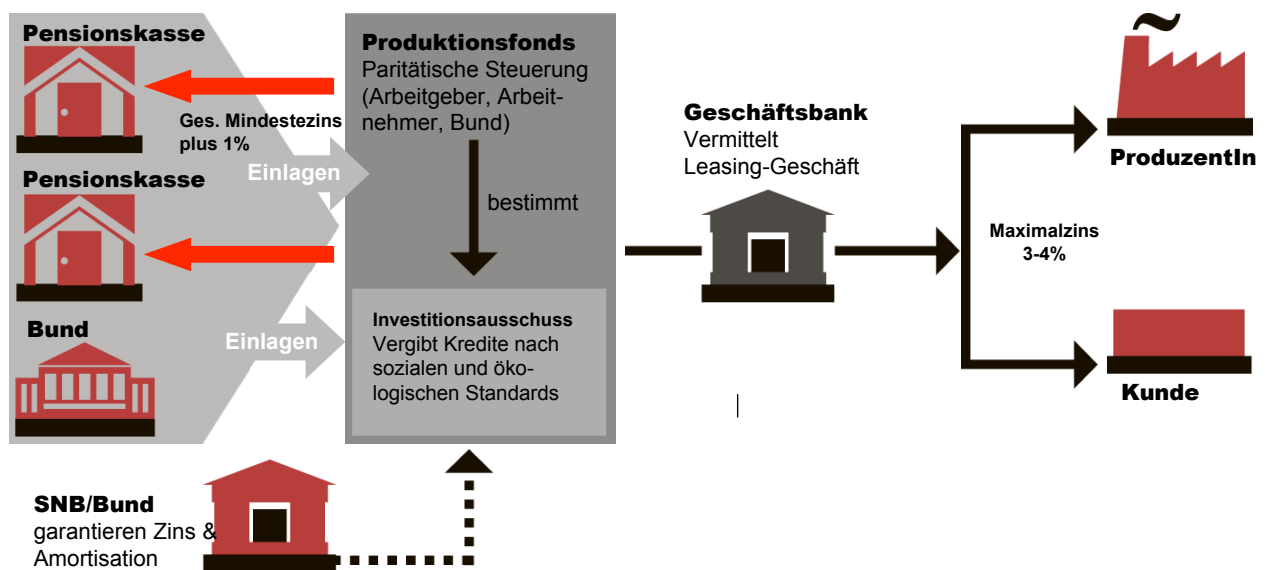 Pensionskasse
Ges. Mindestezins
plus 1%
Einlagen
Pensionskasse
Bund
Einlagen
SNB/Bund
garantieren Zins &
Amortisation
Produktionsfonds
Paritätische Steuerung
(Arbeitgeber, Arbeit-
nehmer, Bund)
bestimmt
Investitionsausschuss
Vergibt Kredite nach
sozialen und öko-
logischen Standards
Geschäftsbank
Vermittelt
Leasing-Geschäft
Maximalzins
3-4%
ProduzentIn
Kunde